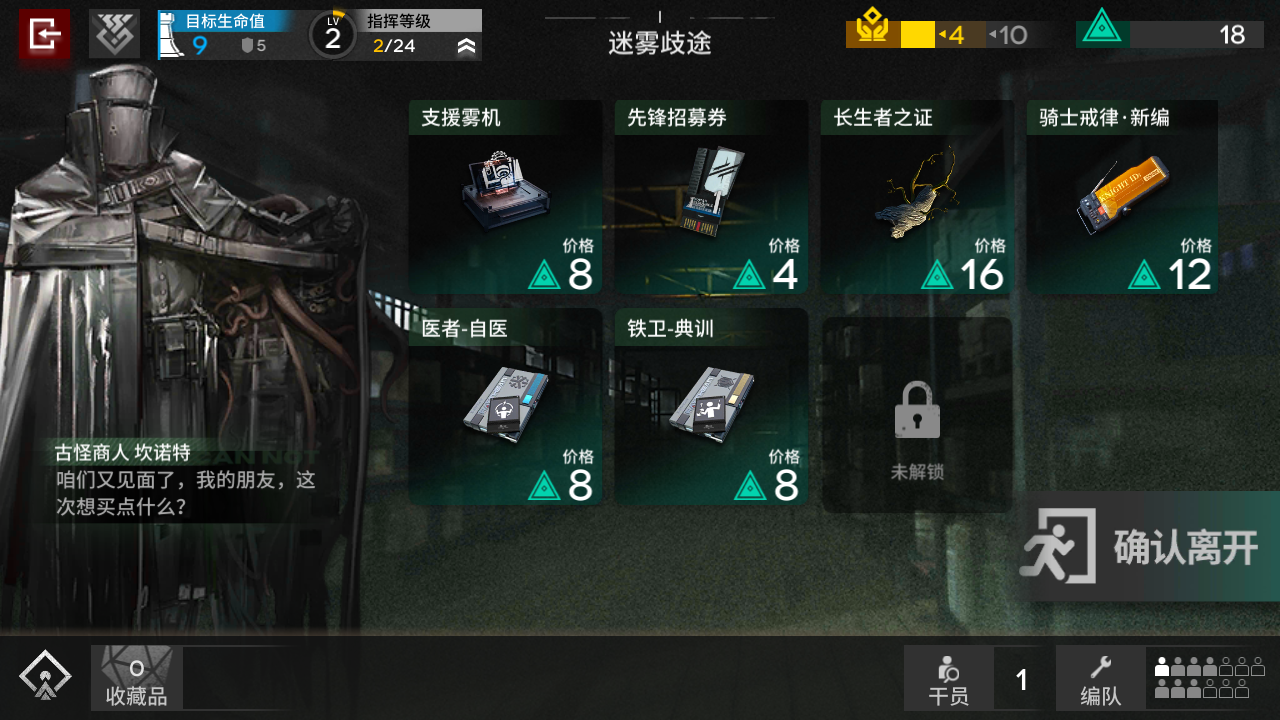 目标生命值
9 5
LV
2
指挥等级
2/24
迷雾歧途
4 10
18
支援雾机
价格
8
先锋招募券
价格
4
长生者之证
价格
16
骑士戒律·新编
KNIGHT ID:
价格
12
医者-自医
价格
8
铁卫-典训
价格
8
未解锁
古怪商人 坎诺特
咱们又见面了，我的朋友，这
次想买点什么？
确认离开
0
收藏品
干员
1
编队